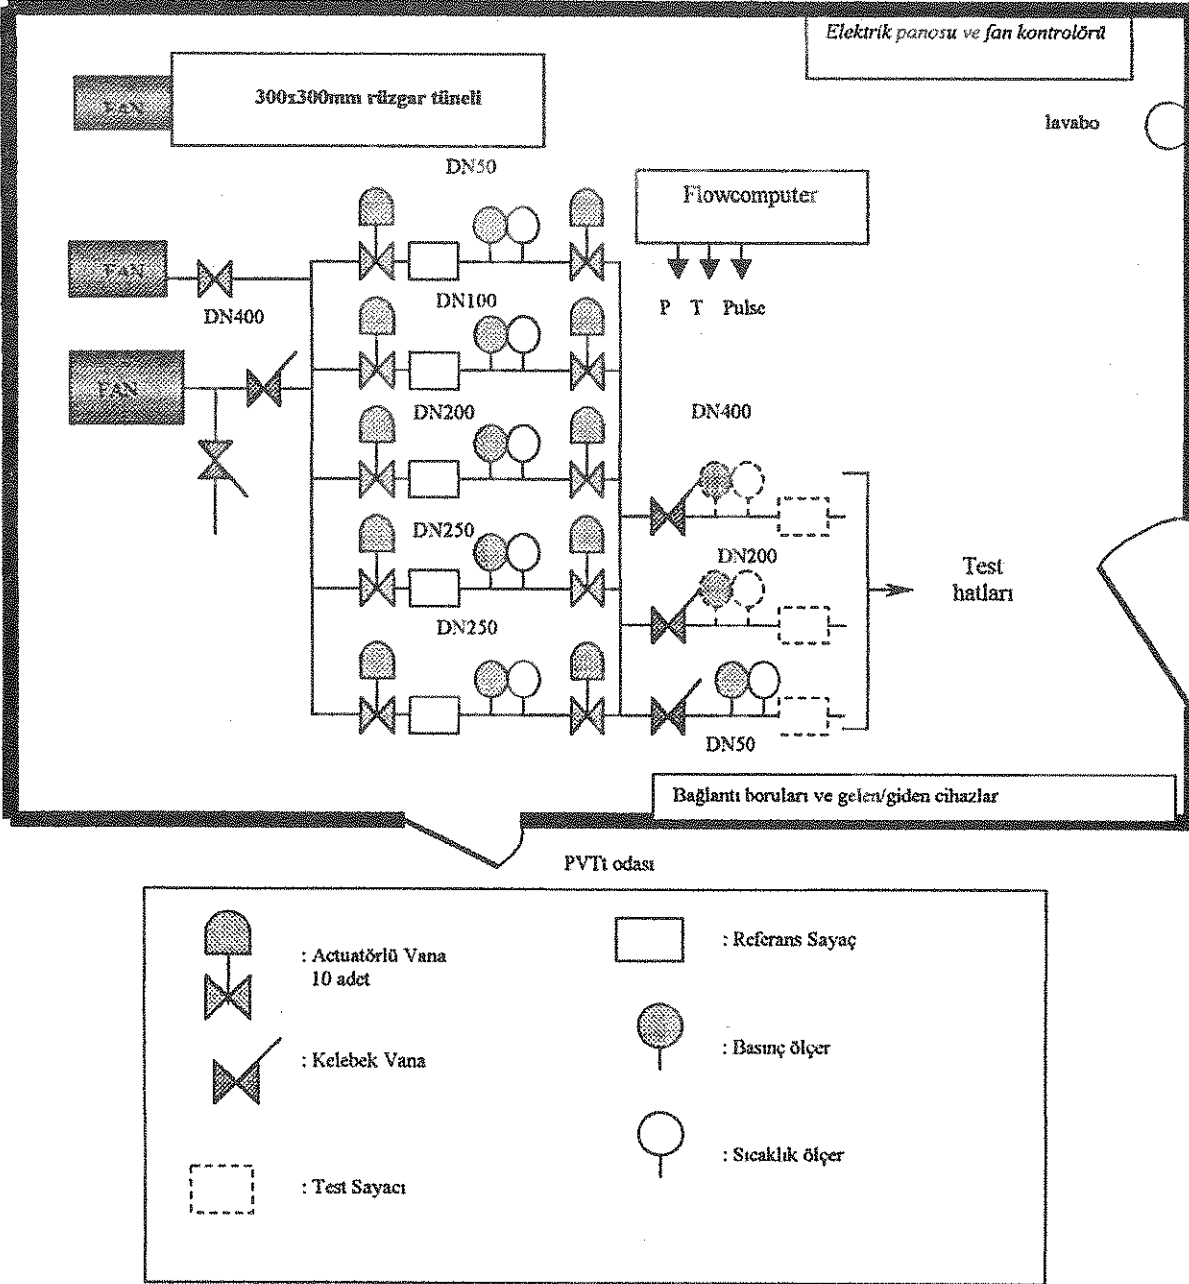 Elektrik panosu ve fan kontrolörü
FAN
300x300mm rüzgar tüneli
lavabo
DN50
Flowcomputer
FAN
DN400
DN100
P T Pulse
FAN
DN200
DN400
DN250
DN200
Test
hatları
DN250
DN50
Bağlantı boruları ve gelen/giden cihazlar
PVTt odası
: Actuatörlü Vana
10 adet
: Referans Sayaç
: Kelebek Vana
: Basınç ölçer
: Test Sayacı
: Sıcaklık ölçer